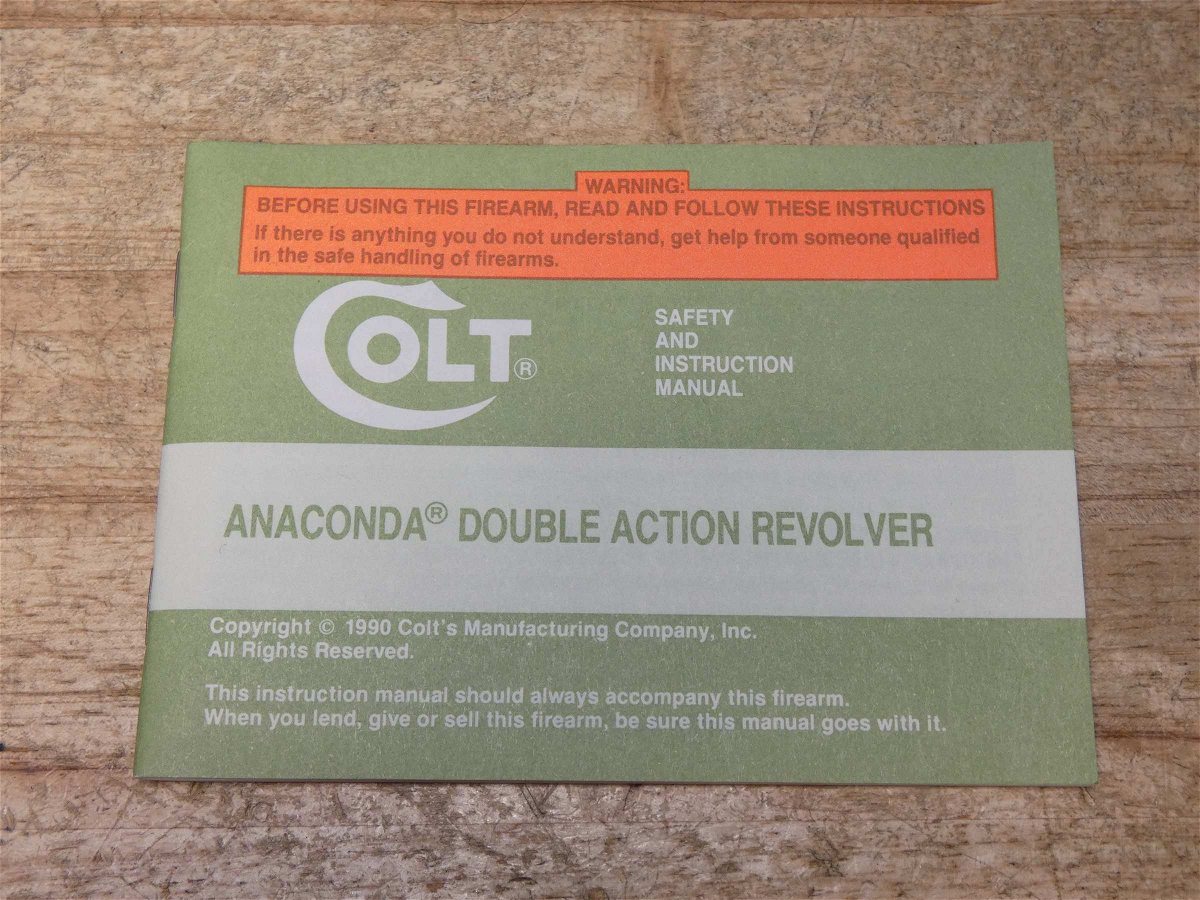 WARNING:
BEFORE USING THIS FIREARM, READ AND FOLLOW THESE INSTRUCTIONS
If there is anything you do not understand, get help from someone qualified
in the safe handling of firearms.
COLT®
SAFETY
AND
INSTRUCTION
MANUAL
ANACONDA® DOUBLE ACTION REVOLVER
Copyright © 1990 Colt's Manufacturing Company, Inc.
All Rights Reserved.
This instruction manual should always accompany this firearm.
When you lend, give or sell this firearm, be sure this manual goes with it.